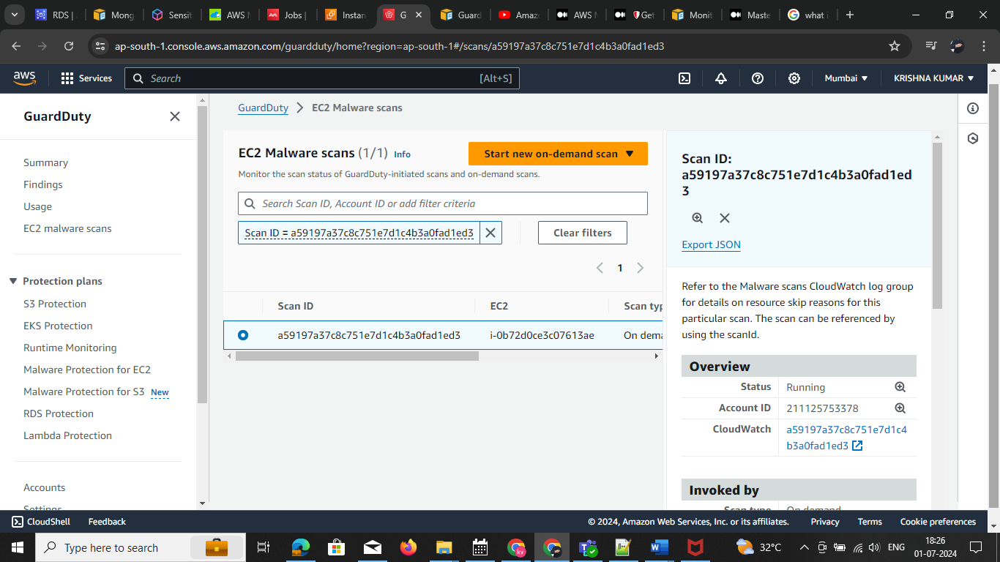 RDS |
Mong
Sensit
AWS M
Jobs |
Instan
G
Guard
Amaz
AWS M
Get
Monit
Maste
what i
ap-south-1.console.aws.amazon.com/guardduty/home?region=ap-south-1#/scans/a59197a37c8c751e7d1c4b3a0fad1ed3
aws
Services
Search
[Alt+S]
Mumbai
KRISHNA KUMAR
GuardDuty
Summary
Findings
Usage
EC2 malware scans
Protection plans
S3 Protection
EKS Protection
Runtime Monitoring
Malware Protection for EC2
Malware Protection for S3 New
RDS Protection
Lambda Protection
Accounts
Settings
GuardDuty > EC2 Malware scans
EC2 Malware scans (1/1) Info
Start new on-demand scan
Monitor the scan status of GuardDuty-initiated scans and on-demand scans.
Search Scan ID, Account ID or add filter criteria
Scan ID = a59197a37c8c751e7d1c4b3a0fad1ed3
Clear filters
1
Scan ID EC2 Scan typ
a59197a37c8c751e7d1c4b3a0fad1ed3 i-0b72d0ce3c07613ae On dema
Scan ID:
a59197a37c8c751e7d1c4b3a0fad1ed
3
Export JSON
Refer to the Malware scans CloudWatch log group
for details on resource skip reasons for this
particular scan. The scan can be referenced by
using the scanId.
Overview
Status Running
Account ID 211125753378
CloudWatch a59197a37c8c751e7d1c4
b3a0fad1ed3
Invoked by
Scan type On demand
CloudShell
Feedback
© 2024, Amazon Web Services, Inc. or its affiliates.
Privacy
Terms
Cookie preferences
Type here to search
kv
32°C
ENG
18:26
01-07-2024